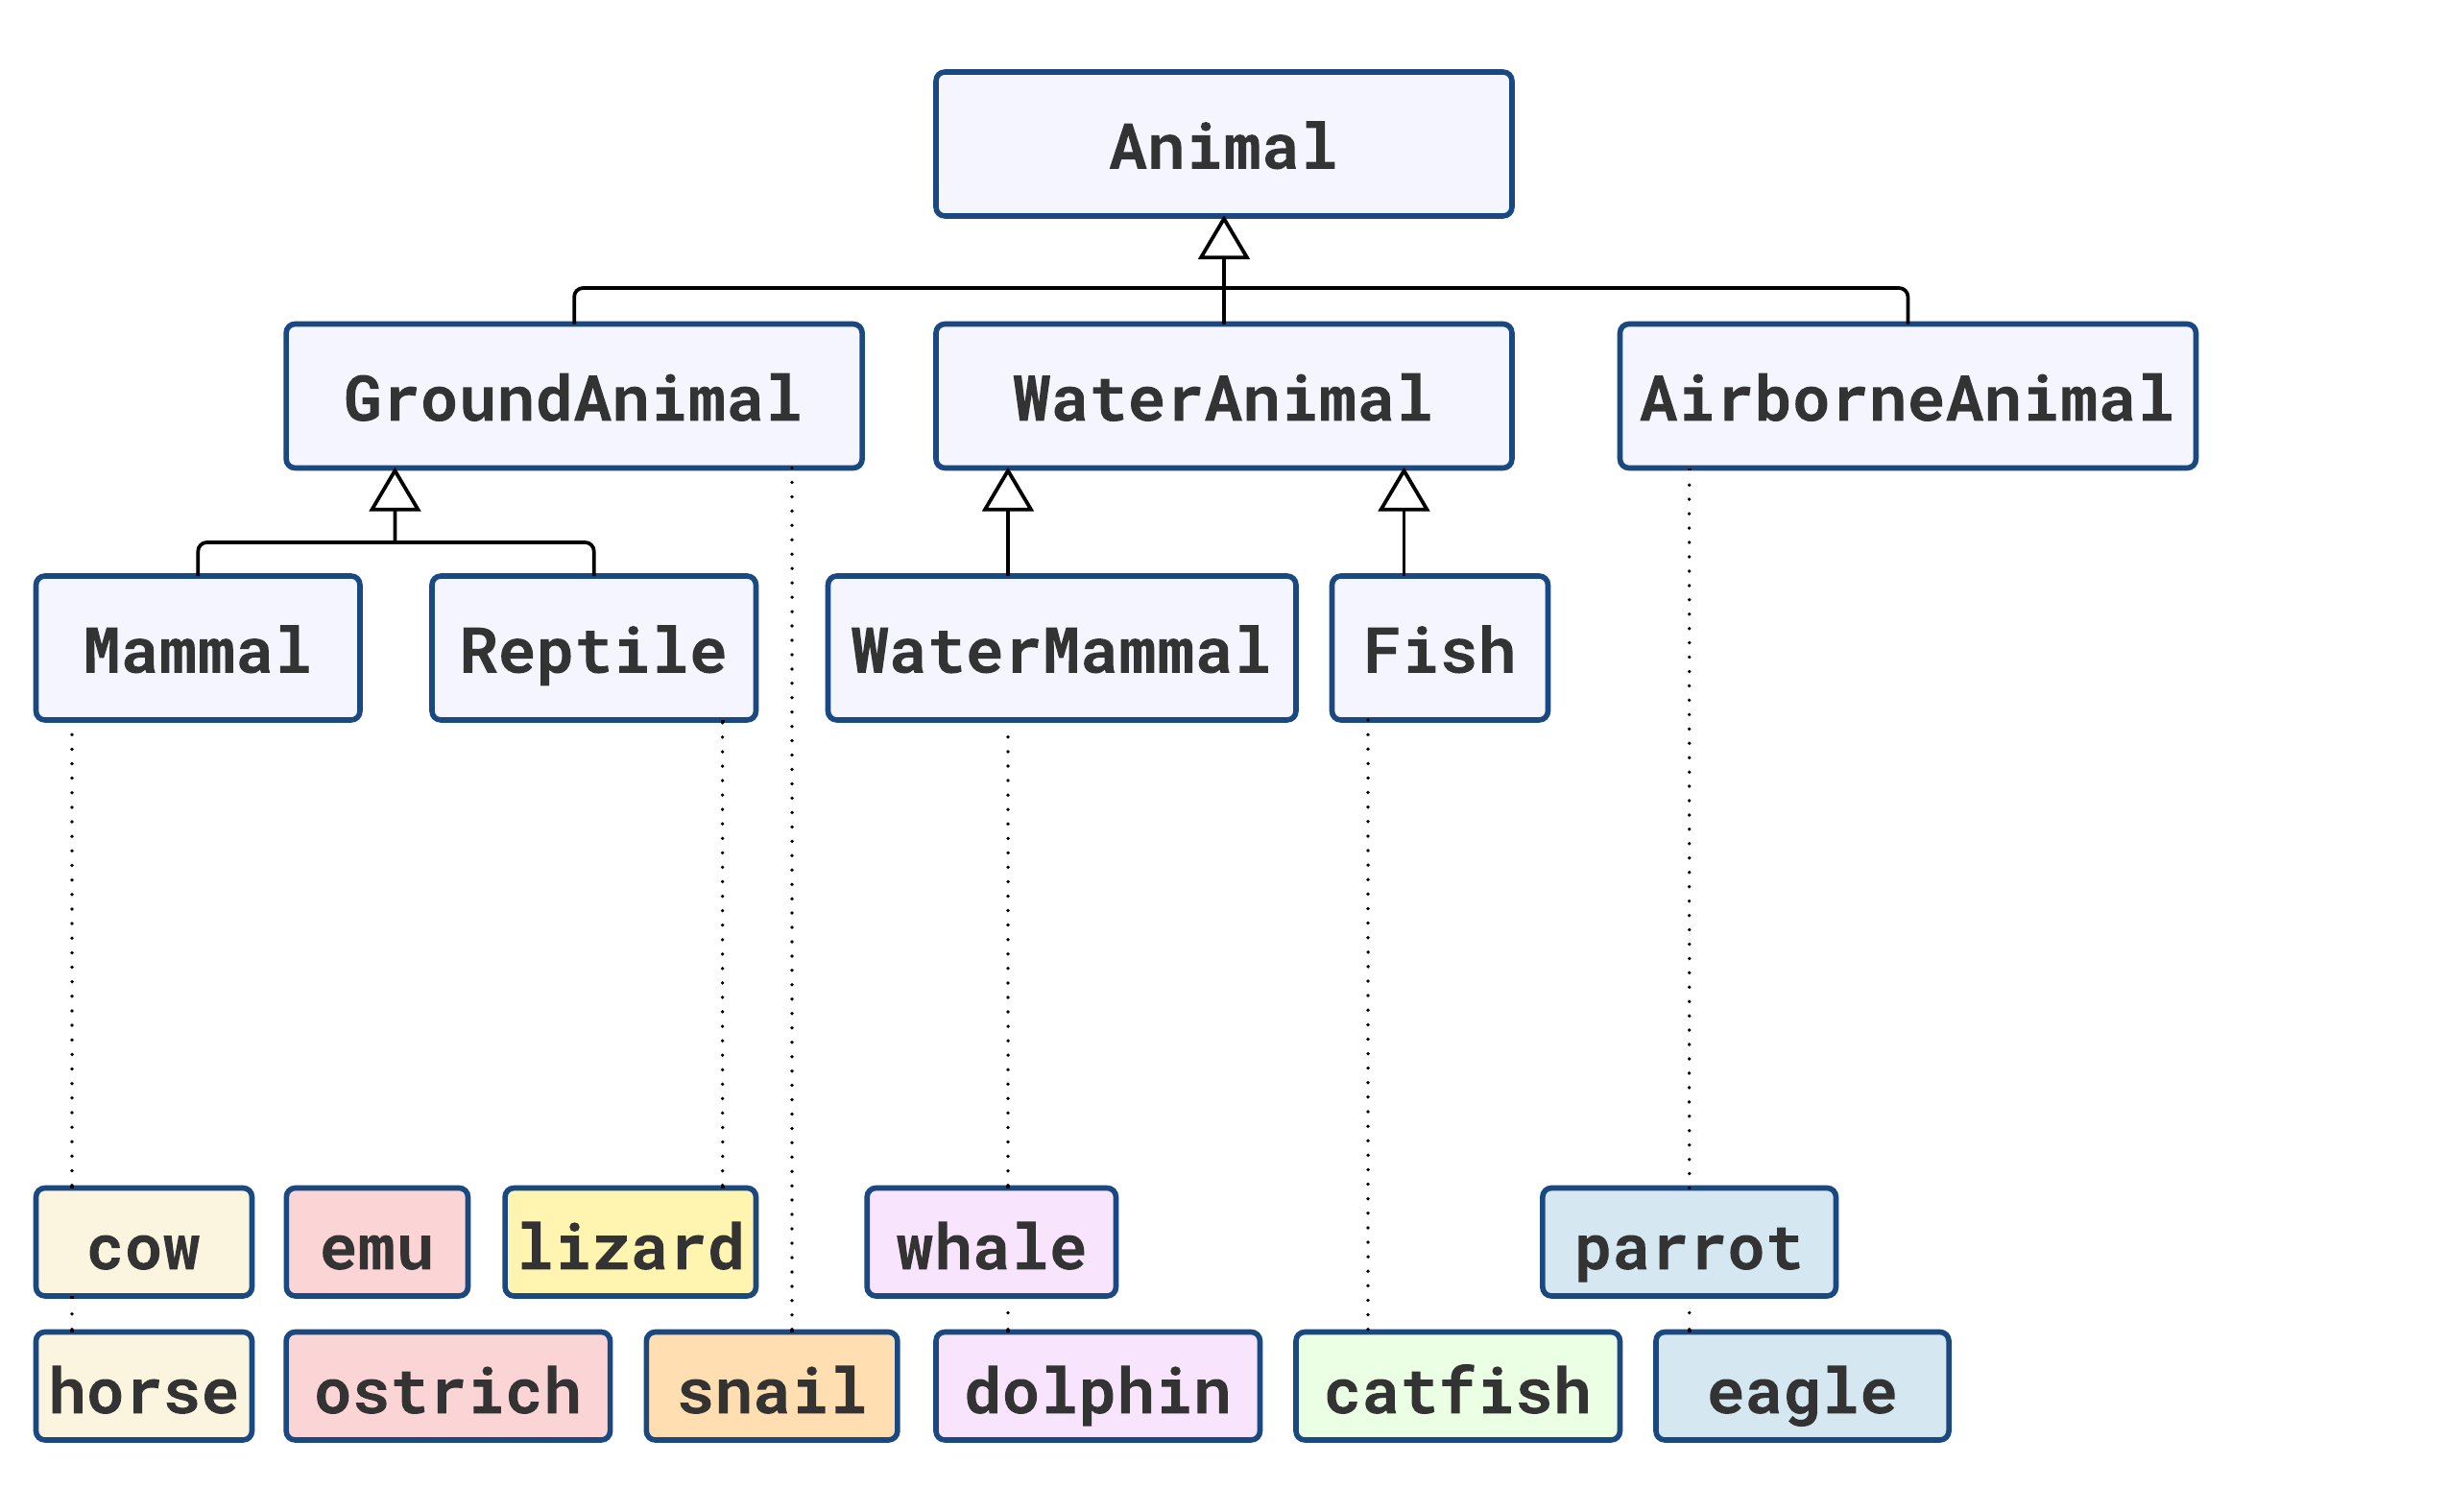 Animal
GroundAnimal WaterAnimal AirborneAnimal
Mammal Reptile WaterMammal Fish
cow emu lizard whale parrot
horse ostrich snail dolphin catfish eagle